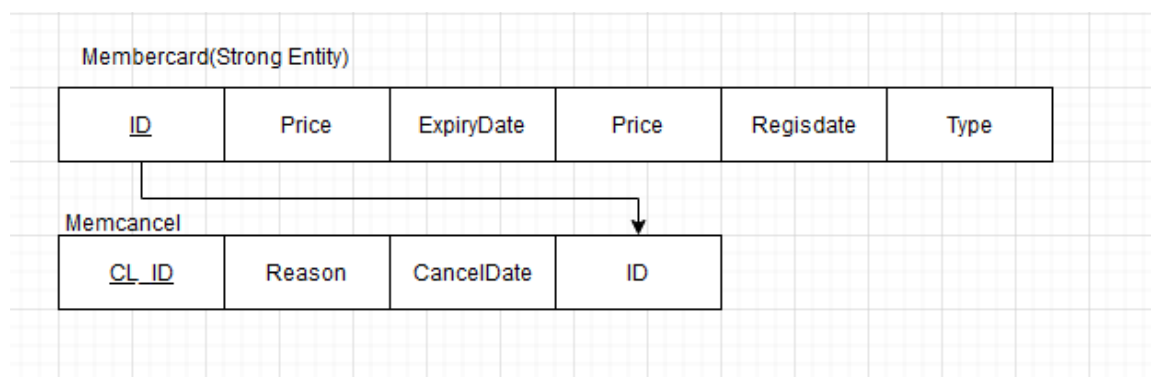 Membercard(Strong Entity)
ID Price ExpiryDate Price Regisdate Type
Memcancel
CL_ID Reason CancelDate ID